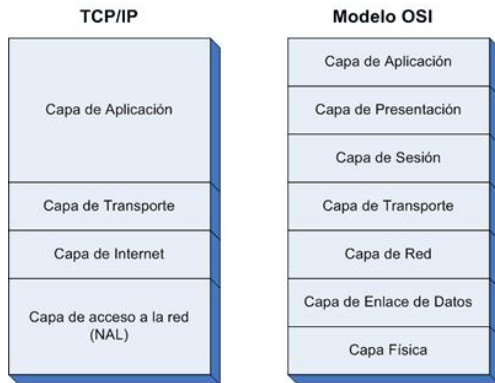 TCP/IP
Capa de Aplicación
Capa de Transporte
Capa de Internet
Capa de acceso a la red
(NAL)
Modelo OSI
Capa de Aplicación
Capa de Presentación
Capa de Sesión
Capa de Transporte
Capa de Red
Capa de Enlace de Datos
Capa Física